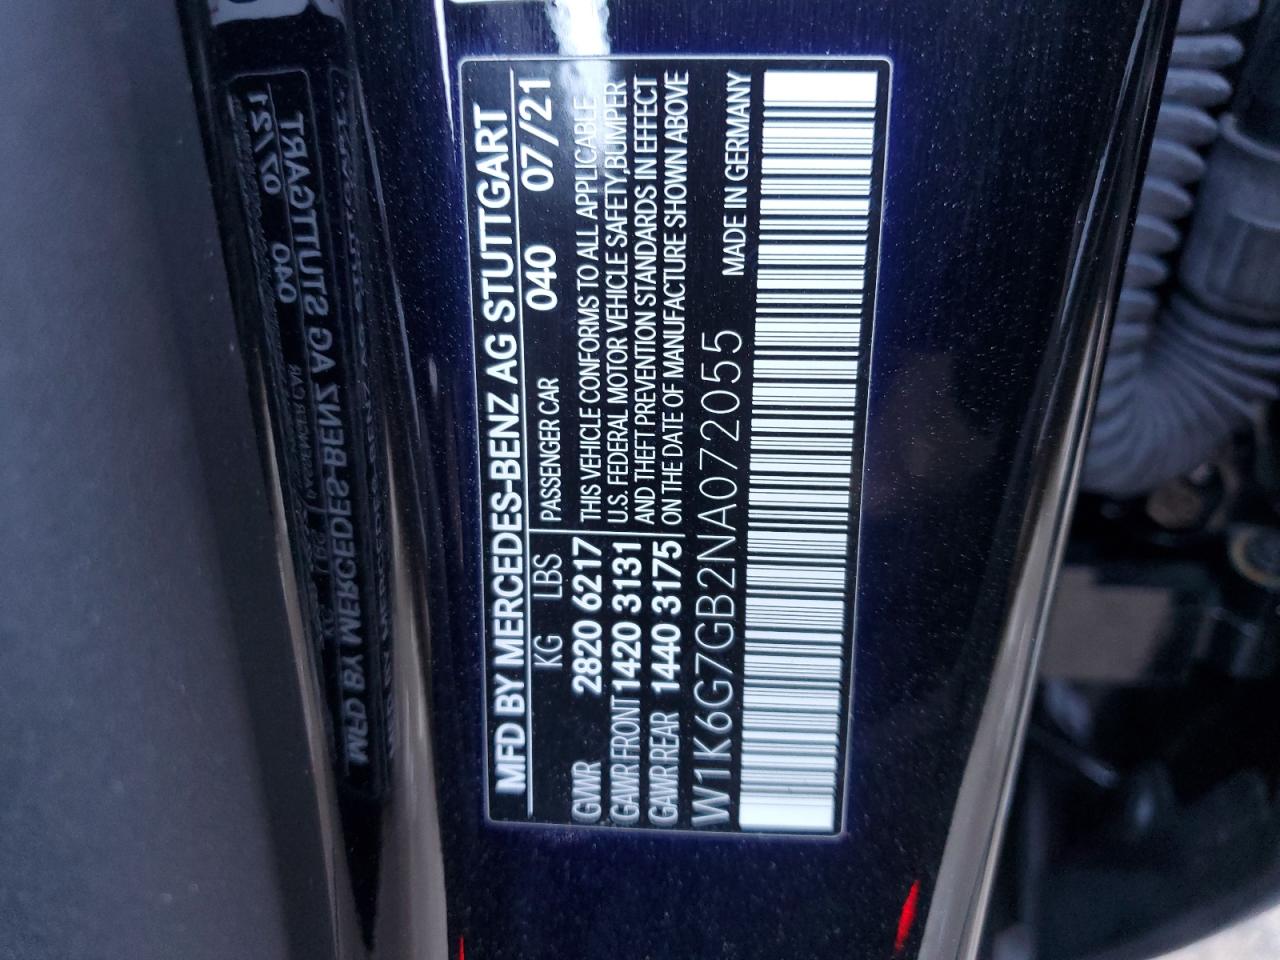 MFD BY MERCEDES-BENZ AG STUTTGART
KG LBS PASSENGER CAR 040 07/21
GVWR 2820 6217 THIS VEHICLE CONFORMS TO ALL APPLICABLE
GAWR FRONT 1420 3131 U.S. FEDERAL MOTOR VEHICLE SAFETY,BUMPER
AND THEFT PREVENTION STANDARDS IN EFFECT
GAWR REAR 1440 3175 ON THE DATE OF MANUFACTURE SHOWN ABOVE
W1K6G7GB2NA072055 MADE IN GERMANY